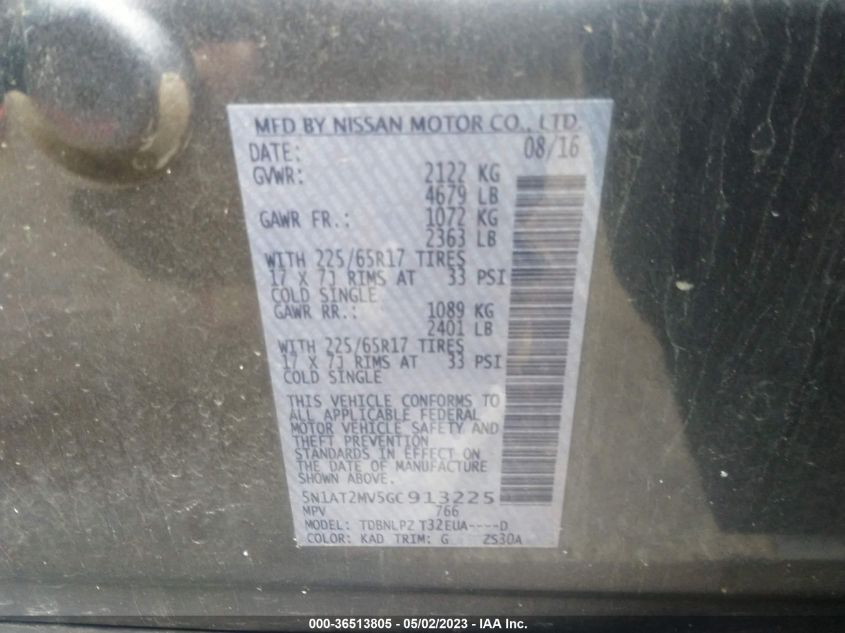 MFD BY NISSAN MOTOR CO., LTD.
DATE: 08/16
GVWR: 2122 KG
4679 LB
GAWR FR.: 1072 KG
2363 LB
WITH 225/65R17 TIRES
17 X 7J RIMS AT 33 PSI
COLD SINGLE
GAWR RR.: 1089 KG
2401 LB
WITH 225/65R17 TIRES
17 X 7J RIMS AT 33 PSI
COLD SINGLE
THIS VEHICLE CONFORMS TO
ALL APPLICABLE FEDERAL
MOTOR VEHICLE SAFETY AND
THEFT PREVENTION
STANDARDS IN EFFECT ON
THE DATE OF MANUFACTURE
SHOWN ABOVE.
5N1AT2MV5GC913225
MPV 766
MODEL: TDBNLPZ T32EUA----D
COLOR: KAD TRIM: G ZS30A
000-36513805 - 05/02/2023 - IAA Inc.